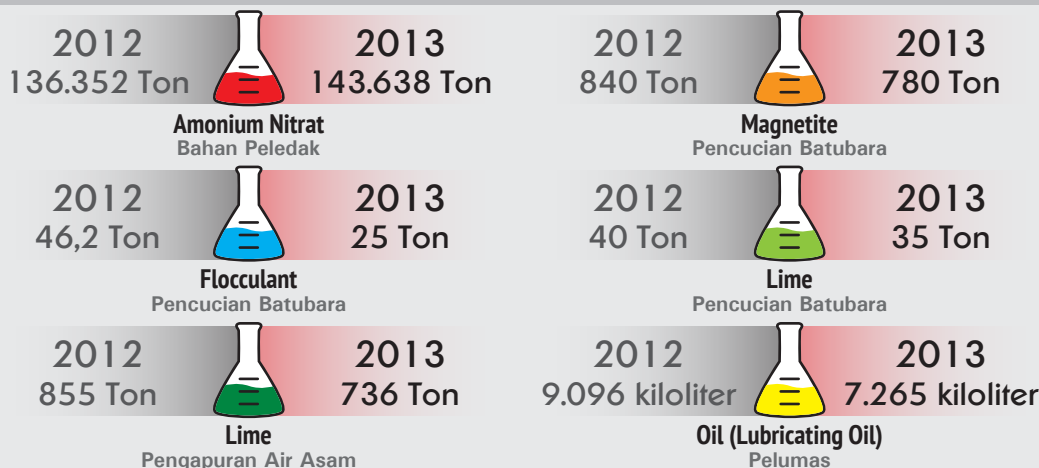 2012
136.352 Ton
2013
143.638 Ton
Amonium Nitrat
Bahan Peledak
2012
840 Ton
2013
780 Ton
Magnetite
Pencucian Batubara
2012
46,2 Ton
2013
25 Ton
Flocculant
Pencucian Batubara
2012
40 Ton
2013
35 Ton
Lime
Pencucian Batubara
2012
855 Ton
2013
736 Ton
Lime
Pengapuran Air Asam
2012
9.096 kiloliter
2013
7.265 kiloliter
Oil (Lubricating Oil)
Pelumas